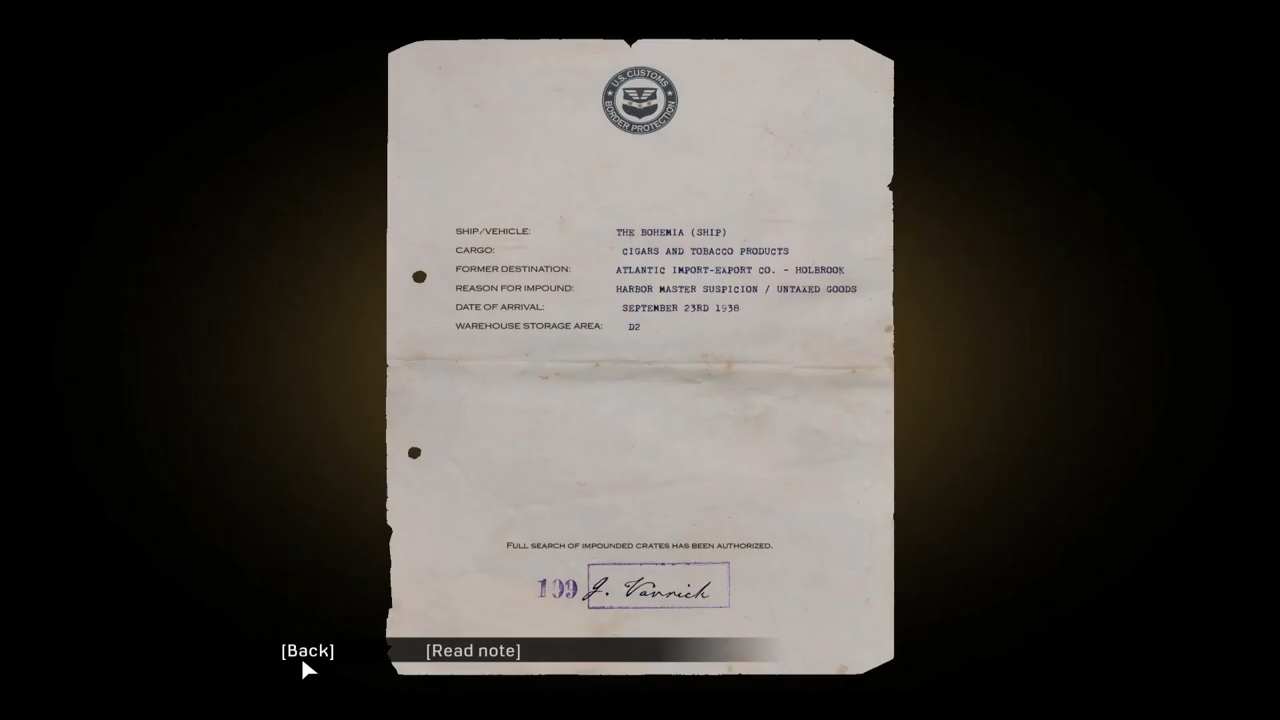 U.S. CUSTOMS
BORDER PROTECTION
SHIP/VEHICLE: THE BOHEMIA (SHIP)
CARGO: CIGARS AND TOBACCO PRODUCTS
FORMER DESTINATION: ATLANTIC IMPORT-EXPORT CO. - HOLBROOK
REASON FOR IMPOUND: HARBOR MASTER SUSPICION / UNTAXED GOODS
DATE OF ARRIVAL: SEPTEMBER 23RD 1938
WAREHOUSE STORAGE AREA: D2
FULL SEARCH OF IMPOUNDED CRATES HAS BEEN AUTHORIZED.
199 J. Varrick
[Back] [Read note]